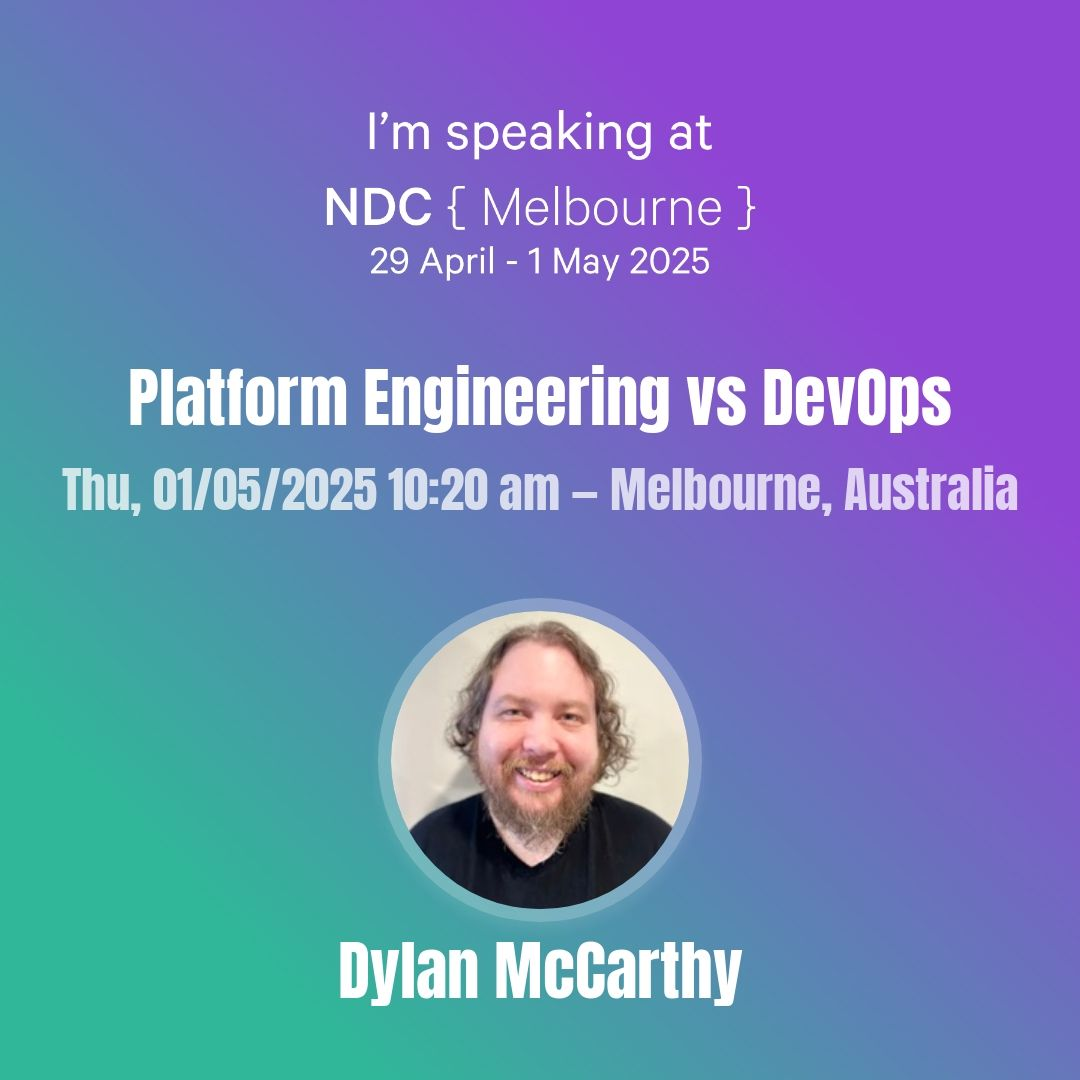 I’m speaking at
NDC { Melbourne }
29 April - 1 May 2025
Platform Engineering vs DevOps
Thu, 01/05/2025 10:20 am – Melbourne, Australia
Dylan McCarthy